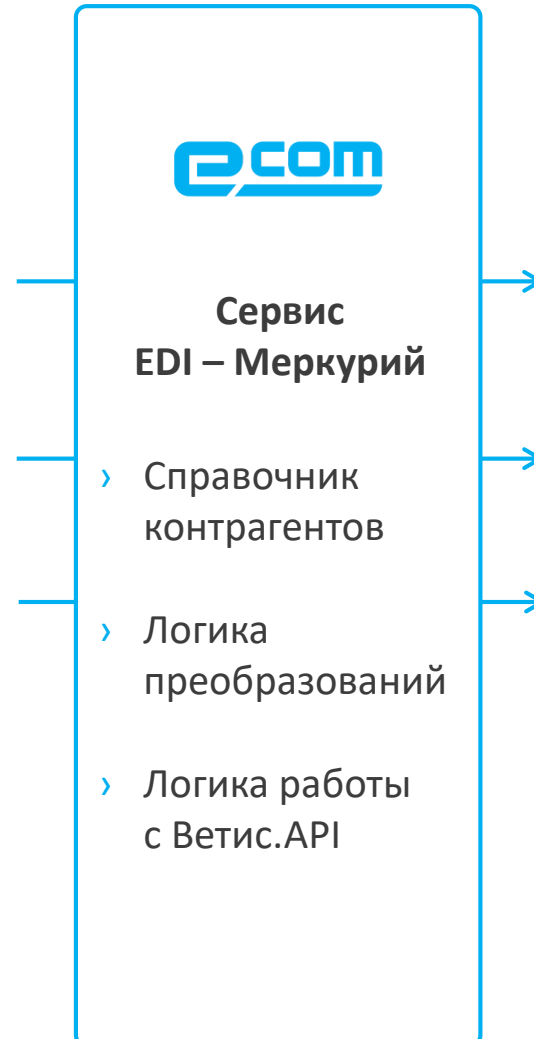 ecom
Сервис
EDI – Меркурий
› Справочник
контрагентов
› Логика
преобразований
› Логика работы
с Ветис.API